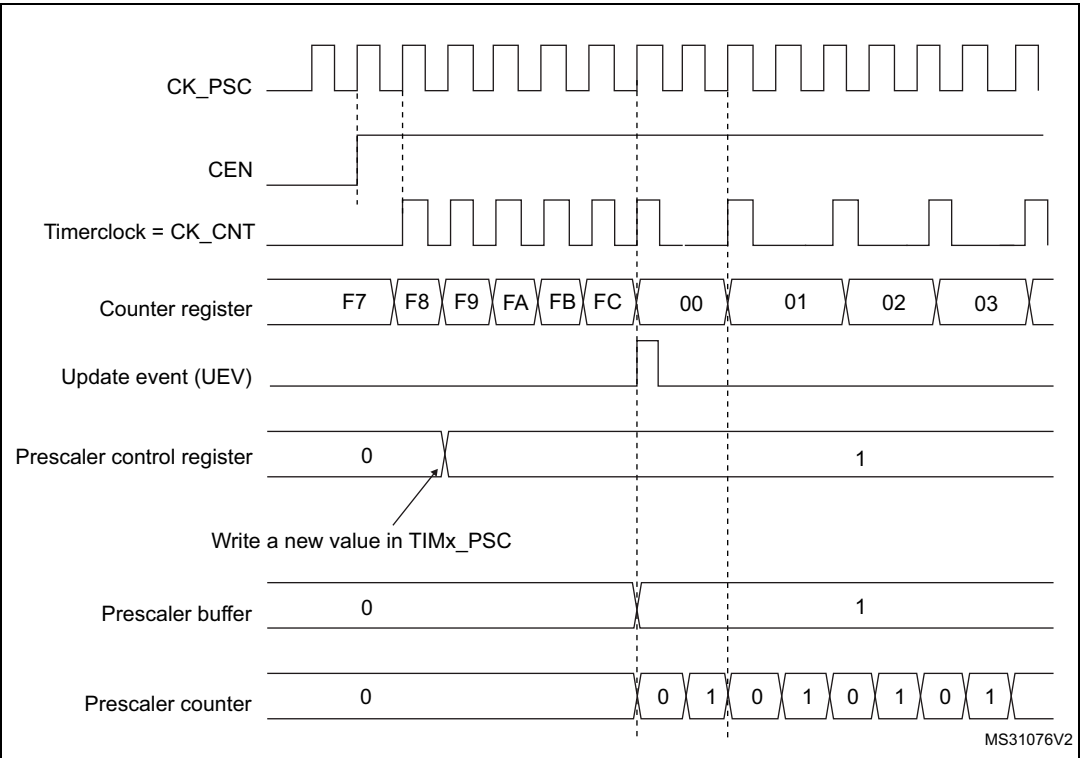 CK_PSC
CEN
Timerclock = CK_CNT
Counter register F7 F8 F9 FA FB FC 00 01 02 03
Update event (UEV)
Prescaler control register 0 1
Write a new value in TIMx_PSC
Prescaler buffer 0 1
Prescaler counter 0 0 1 0 1 0 1 0 1
MS31076V2